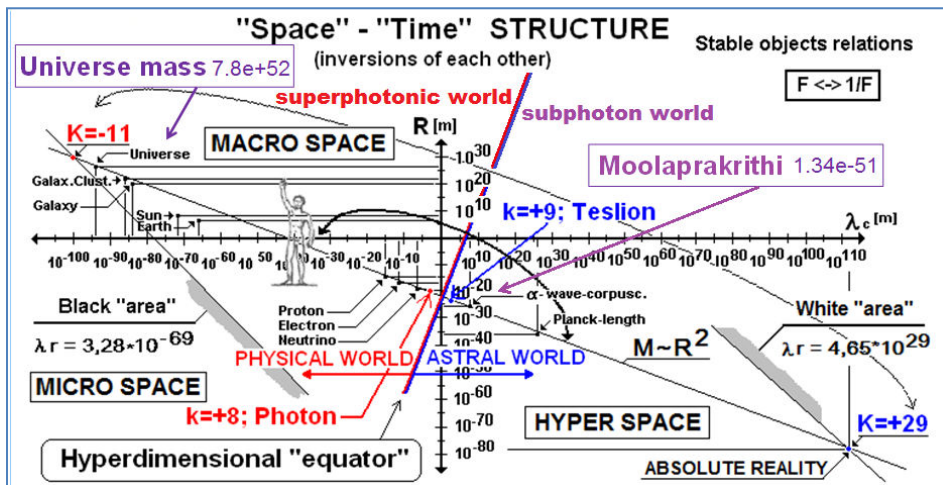 "Space" - "Time" STRUCTURE
(inversions of each other)
Stable objects relations
F <-> 1/F
Universe mass 7.8e+52
superphotonic world
subphoton world
K=-11
MACRO SPACE
R [m]
Moolaprakrithi 1.34e-51
Universe
Galax.Clust.
Galaxy
Sun
Earth
10^30
10^20
10^10
k=+9; Teslion
λc [m]
10^-100 10^-90 10^-80 10^-70 10^-60 10^-50 10^-30 10^-20 10^-10 10^10 10^20 10^30 10^40 10^50 10^60 10^70 10^80 10^90 10^100 10^110
10^-20
10^-30
10^-40
10^-50
10^-60
10^-70
10^-80
Proton
Electron
Neutrino
α-wave-corpusc.
Planck-length
Black "area"
λr = 3,28*10^-69
White "area"
λr = 4,65*10^29
M~R²
PHYSICAL WORLD
ASTRAL WORLD
MICRO SPACE
k=+8; Photon
HYPER SPACE
K=+29
Hyperdimensional "equator"
ABSOLUTE REALITY